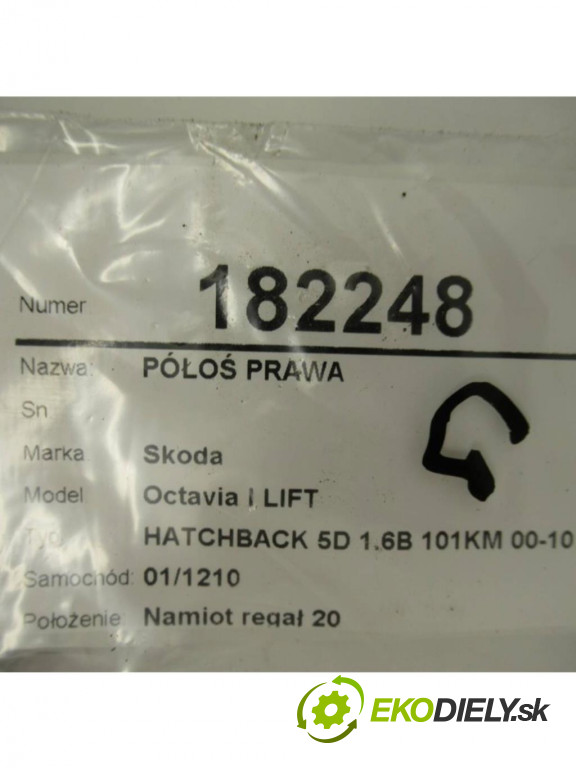 Numer 182248
Nazwa: PÓŁOŚ PRAWA
Sn
Marka Skoda
Model Octavia I LIFT
Typ HATCHBACK 5D 1.6B 101KM 00-10
Samochód: 01/1210
Położenie Namiot regał 20
EKODIELY.sk